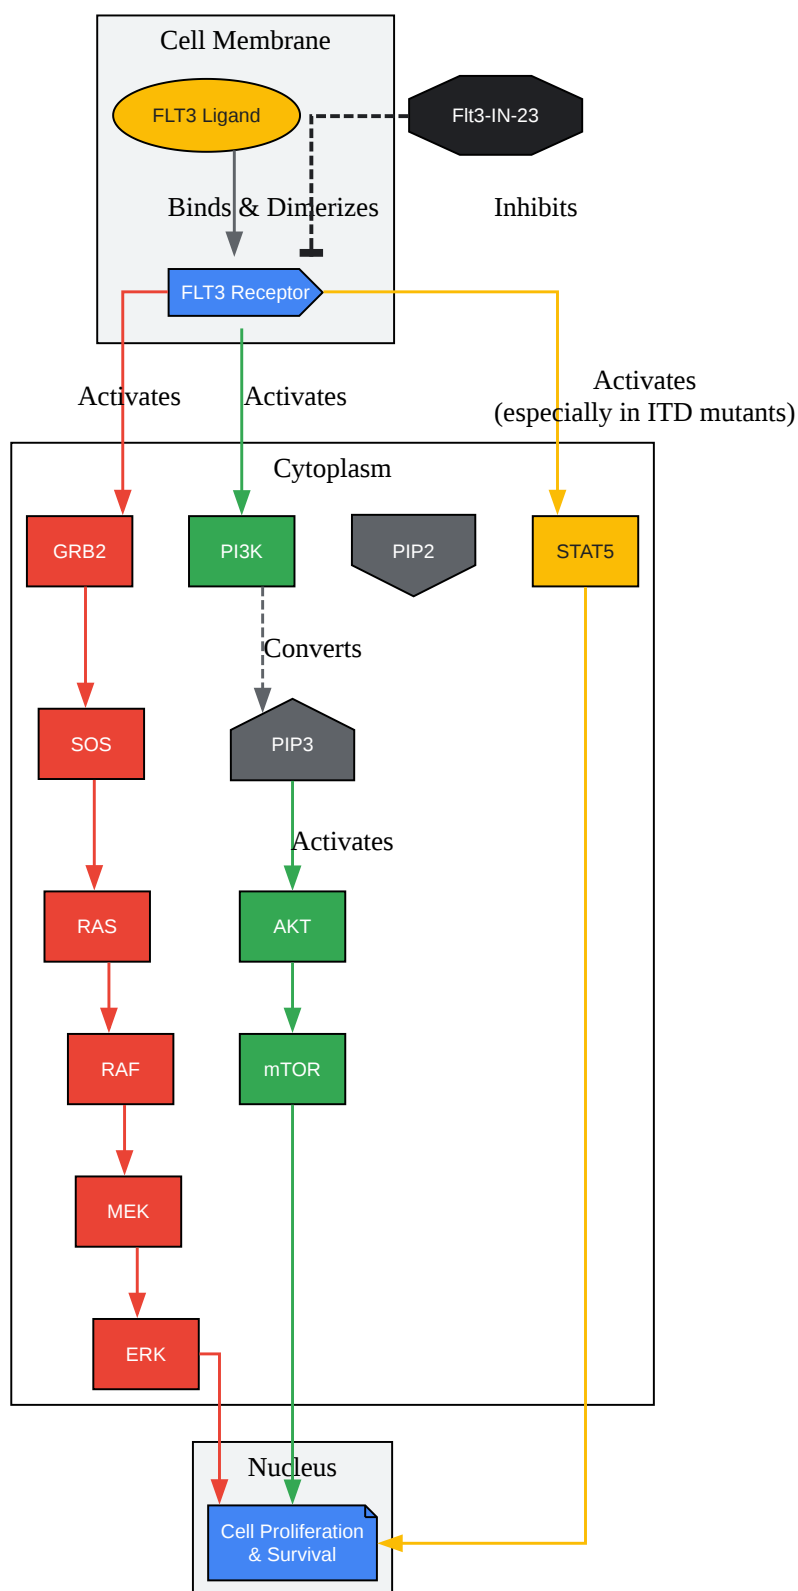 Cell Membrane
FLT3 Ligand
Flt3-IN-23
Binds & Dimerizes
Inhibits
FLT3 Receptor
Activates
Activates
Activates
(especially in ITD mutants)
Cytoplasm
GRB2
PI3K
PIP2
STAT5
Converts
SOS
PIP3
Activates
RAS
AKT
RAF
mTOR
MEK
ERK
Nucleus
Cell Proliferation
& Survival